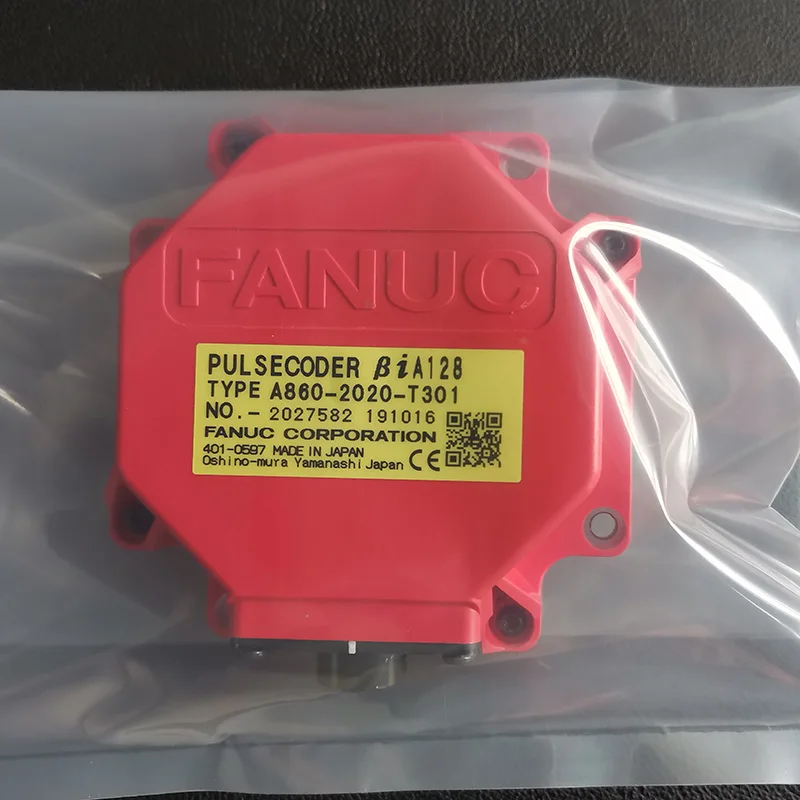 FANUC
PULSECODER βiA128
TYPE A860-2020-T301
NO.- 2027582 191016
FANUC CORPORATION
401-0597 MADE IN JAPAN
Oshino-mura Yamanashi Japan CE